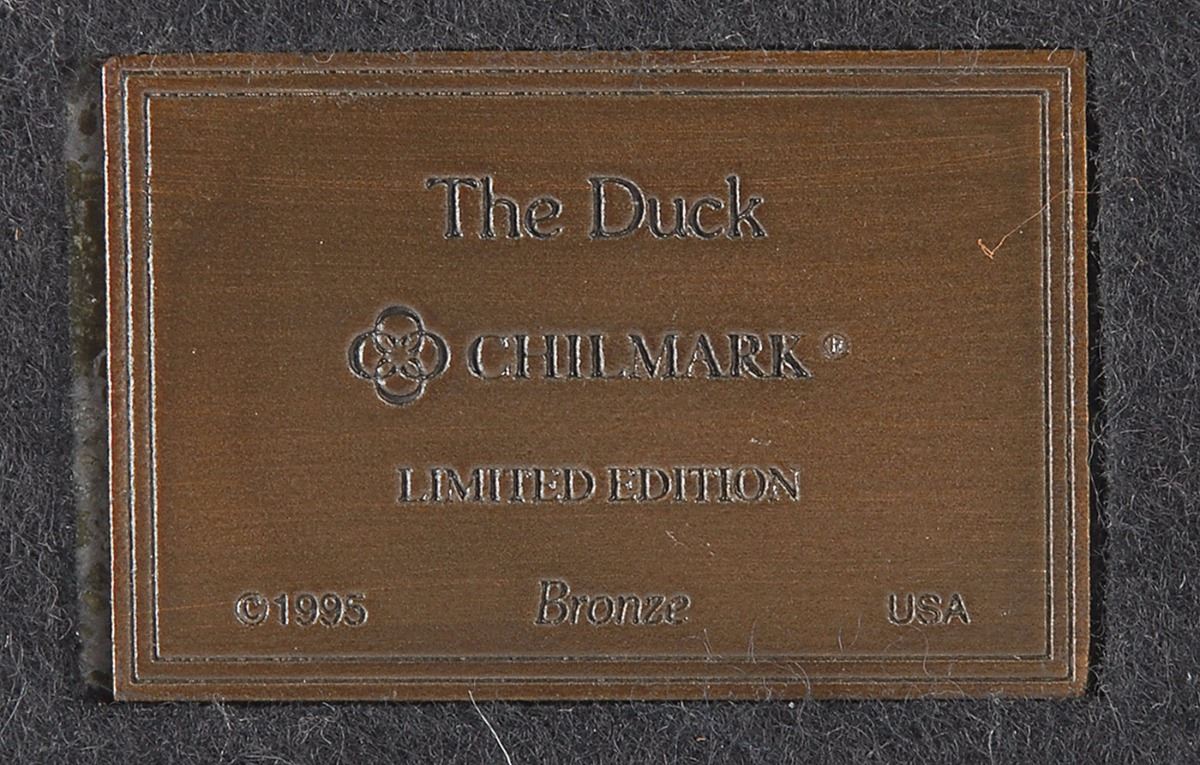 The Duck
CHILMARK ®
LIMITED EDITION
©1995 Bronze USA